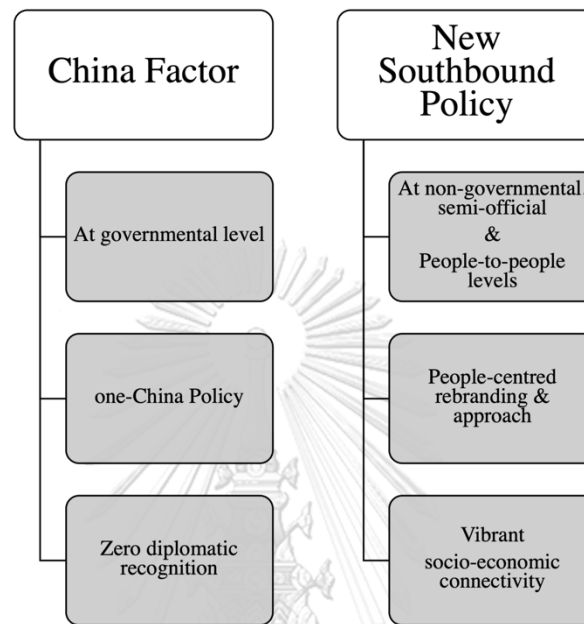 China Factor
At governmental level
one-China Policy
Zero diplomatic
recognition
New
Southbound
Policy
At non-governmental,
semi-official
&
People-to-people
levels
People-centred
rebranding &
approach
Vibrant
socio-economic
connectivity